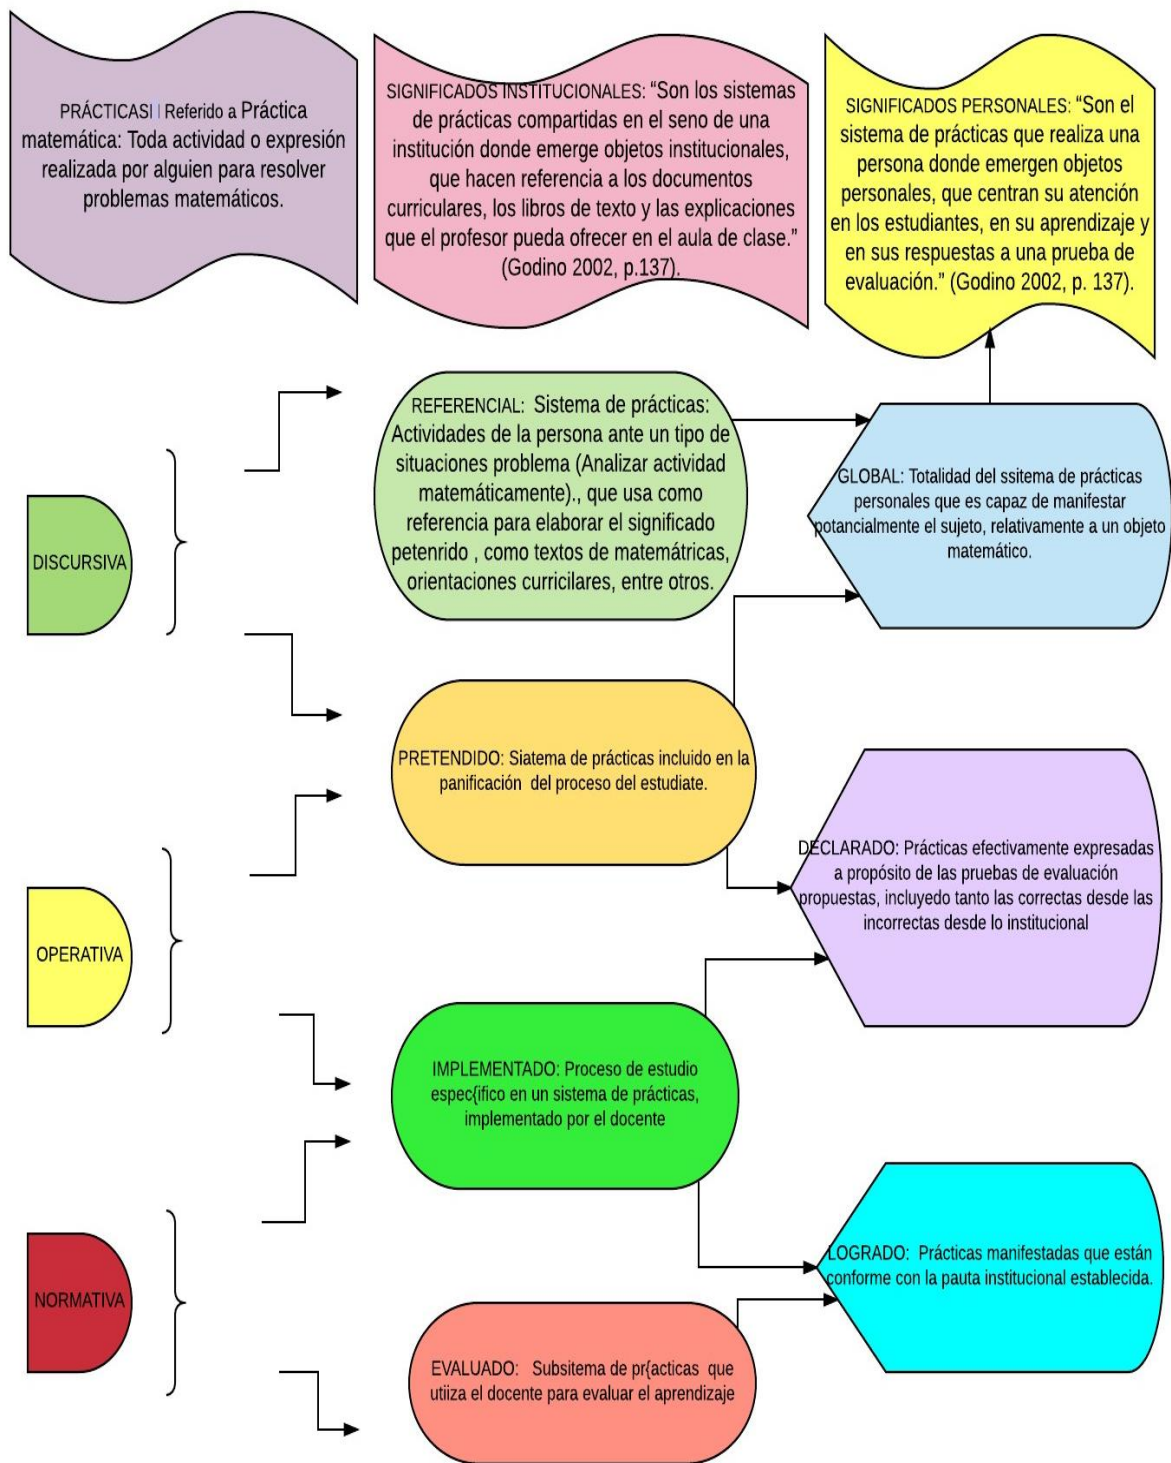 PRÁCTICAS| | Referido a Práctica
matemática: Toda actividad o expresión
realizada por alguien para resolver
problemas matemáticos.
SIGNIFICADOS INSTITUCIONALES: “Son los sistemas
de prácticas compartidas en el seno de una
institución donde emerge objetos institucionales,
que hacen referencia a los documentos
curriculares, los libros de texto y las explicaciones
que el profesor pueda ofrecer en el aula de clase.”
(Godino 2002, p.137).
SIGNIFICADOS PERSONALES: “Son el
sistema de prácticas que realiza una
persona donde emergen objetos
personales, que centran su atención
en los estudiantes, en su aprendizaje y
en sus respuestas a una prueba de
evaluación.” (Godino 2002, p. 137).
DISCURSIVA
REFERENCIAL: Sistema de prácticas:
Actividades de la persona ante un tipo de
situaciones problema (Analizar actividad
matemáticamente)., que usa como
referencia para elaborar el significado
petenrido , como textos de matemátricas,
orientaciones curricilares, entre otros.
GLOBAL: Totalidad del ssitema de prácticas
personales que es capaz de manifestar
potancialmente el sujeto, relativamente a un objeto
matemático.
PRETENDIDO: Siatema de prácticas incluido en la
panificación del proceso del estudiate.
DECLARADO: Prácticas efectivamente expresadas
a propósito de las pruebas de evaluación
propuestas, incluyedo tanto las correctas desde las
incorrectas desde lo institucional
OPERATIVA
IMPLEMENTADO: Proceso de estudio
espec{ifico en un sistema de prácticas,
implementado por el docente
NORMATIVA
LOGRADO: Prácticas manifestadas que están
conforme con la pauta institucional establecida.
EVALUADO: Subsitema de pr{acticas que
utiiza el docente para evaluar el aprendizaje